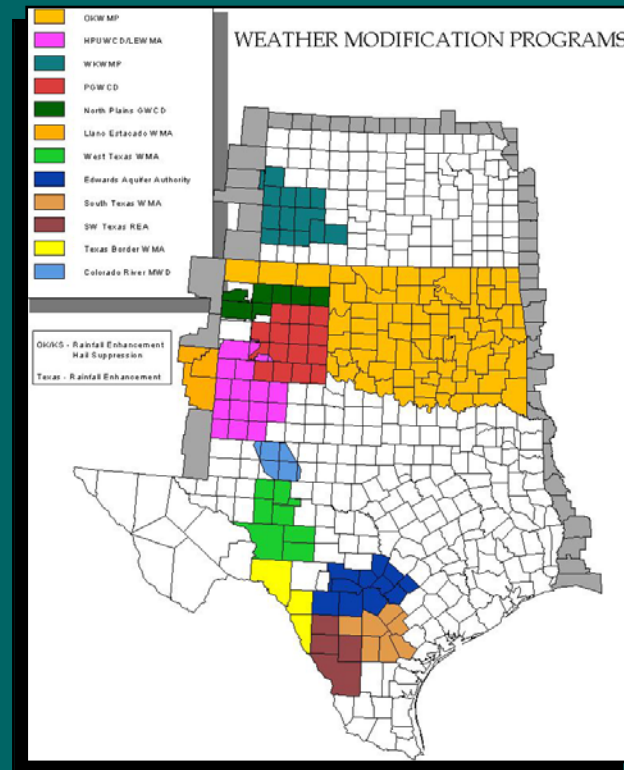 WEATHER MODIFICATION PROGRAMS
OKWMP
HPUWCD/LEWMA
WKWMP
PGWCD
North Plains GWCD
Llano Estacado WMA
West Texas WMA
Edwards Aquifer Authority
South Texas WMA
SW Texas REA
Texas Border WMA
Colorado River MWD
OK/KS - Rainfall Enhancement
Hail Suppression
Texas - Rainfall Enhancement